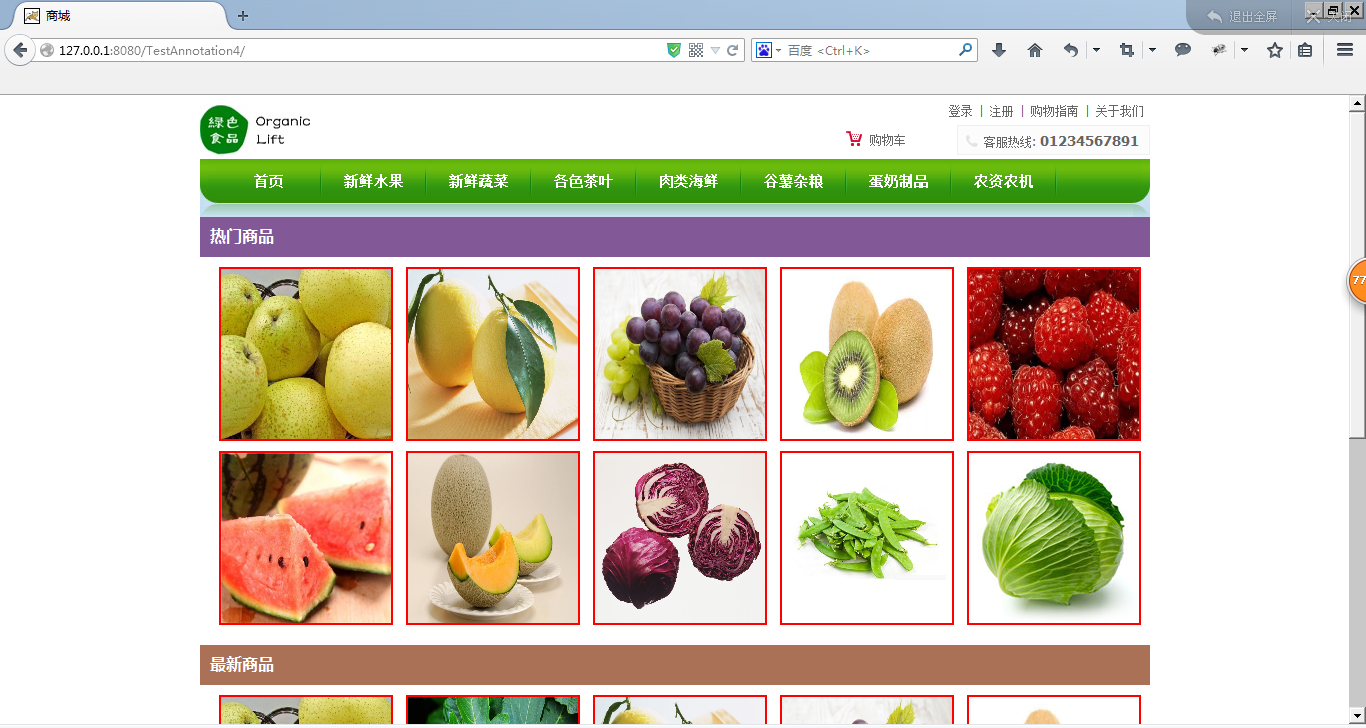 商城
退出全屏
127.0.0.1:8080/TestAnnotation4/
百度 <Ctrl+K>
登录 | 注册 | 购物指南 | 关于我们
綠色
食品
Organic
Lift
购物车
客服热线: 01234567891
首页 新鲜水果 新鲜蔬菜 各色茶叶 肉类海鲜 谷薯杂粮 蛋奶制品 农资农机
热门商品
77
最新商品